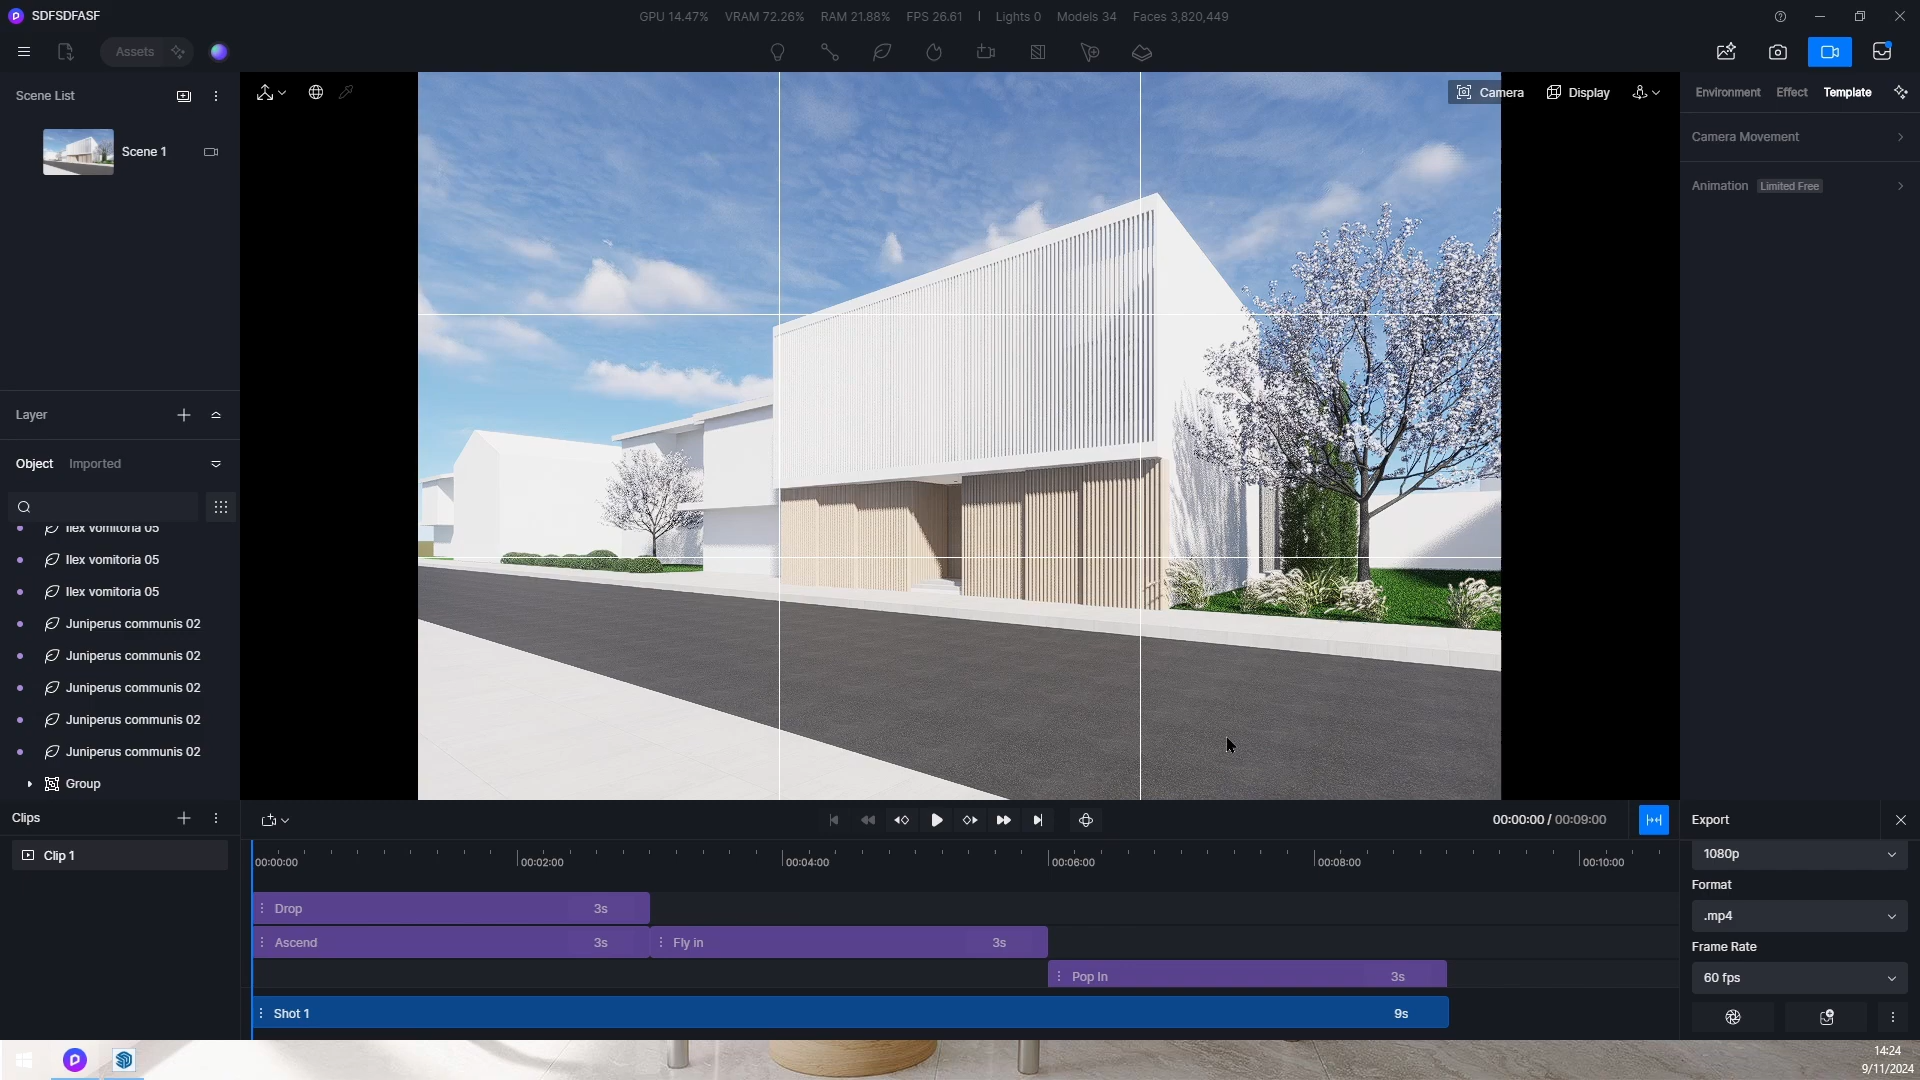 SDFSDFASF
GPU 14.47% VRAM 72.26% RAM 21.88% FPS 26.61 | Lights 0 Models 34 Faces 3,820,449
Assets
Scene List
Scene 1
Camera
Display
Environment Effect Template
Camera Movement
Animation Limited Free
Layer
Object Imported
Ilex vomitoria 05
Ilex vomitoria 05
Ilex vomitoria 05
Juniperus communis 02
Juniperus communis 02
Juniperus communis 02
Juniperus communis 02
Juniperus communis 02
Group
Clips
00:00:00 / 00:09:00
Export
Clip 1
00:00:00 00:02:00 00:04:00 00:06:00 00:08:00 00:10:00
1080p
Format
.mp4
Frame Rate
60 fps
Drop 3s
Ascend 3s Fly in 3s
Pop In 3s
Shot 1 9s
14:24
9/11/2024